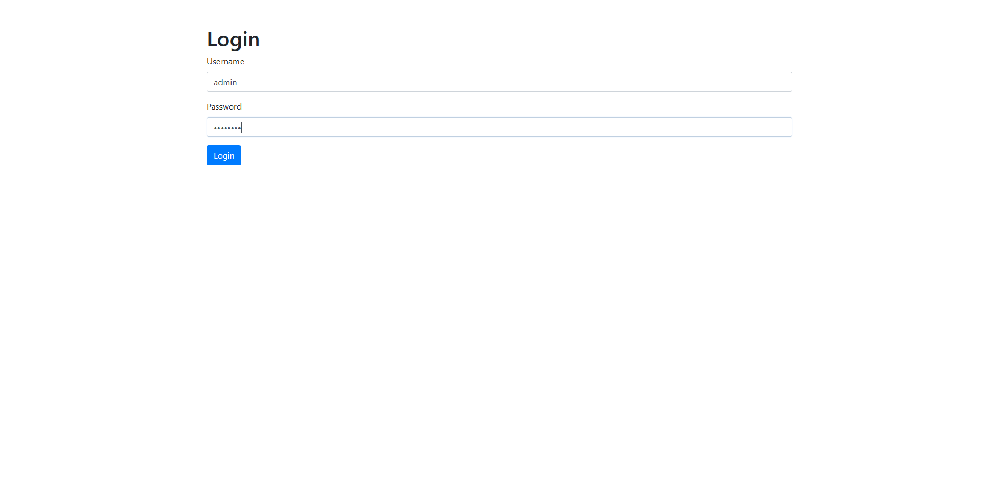 Login
Username
admin
Password
••••••••
Login